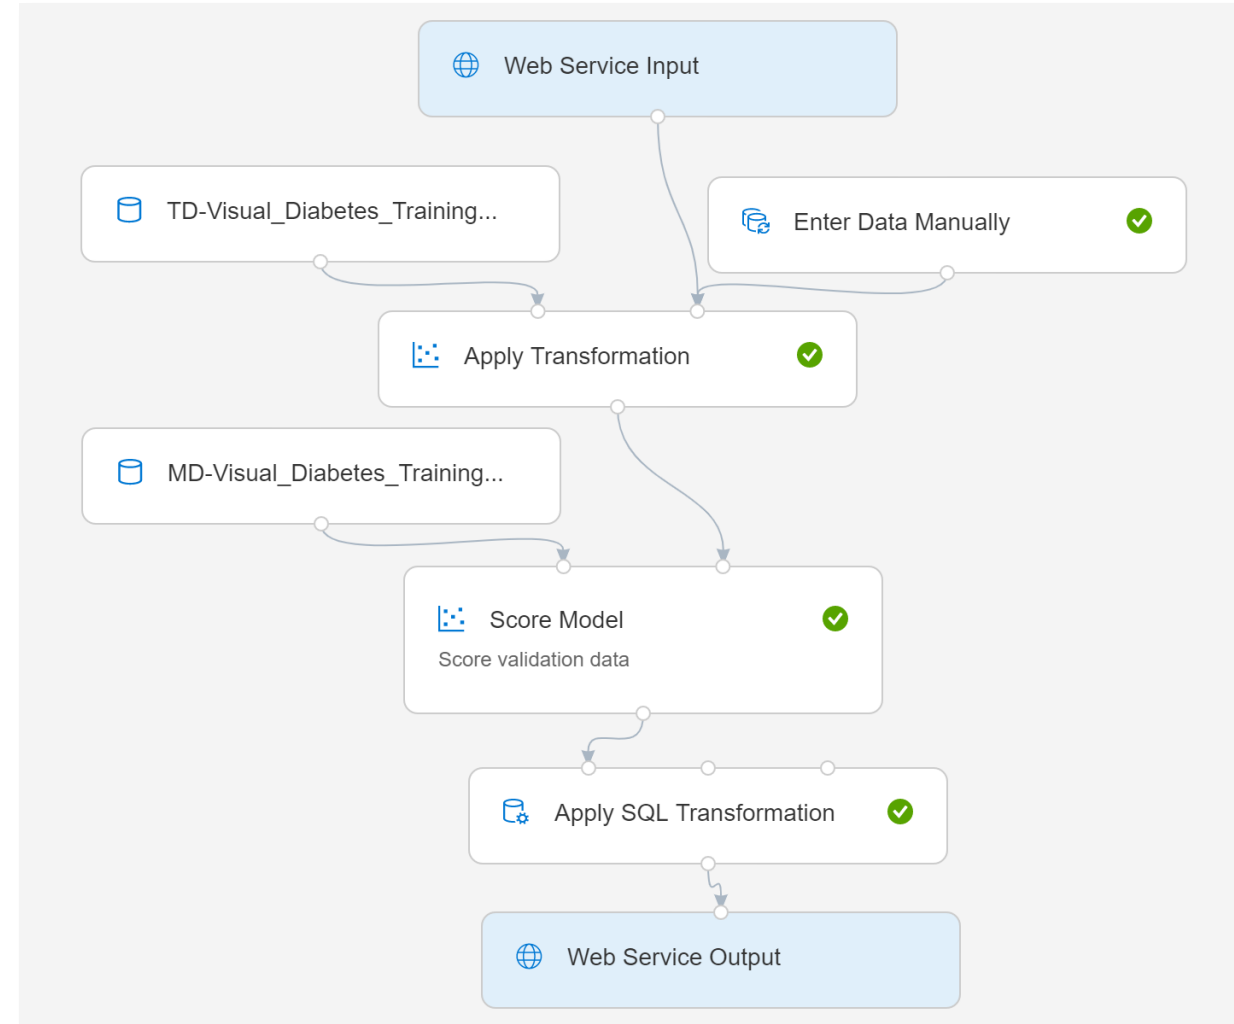 Web Service Input
TD-Visual_Diabetes_Training...
Enter Data Manually
Apply Transformation
MD-Visual_Diabetes_Training...
Score Model
Score validation data
Apply SQL Transformation
Web Service Output